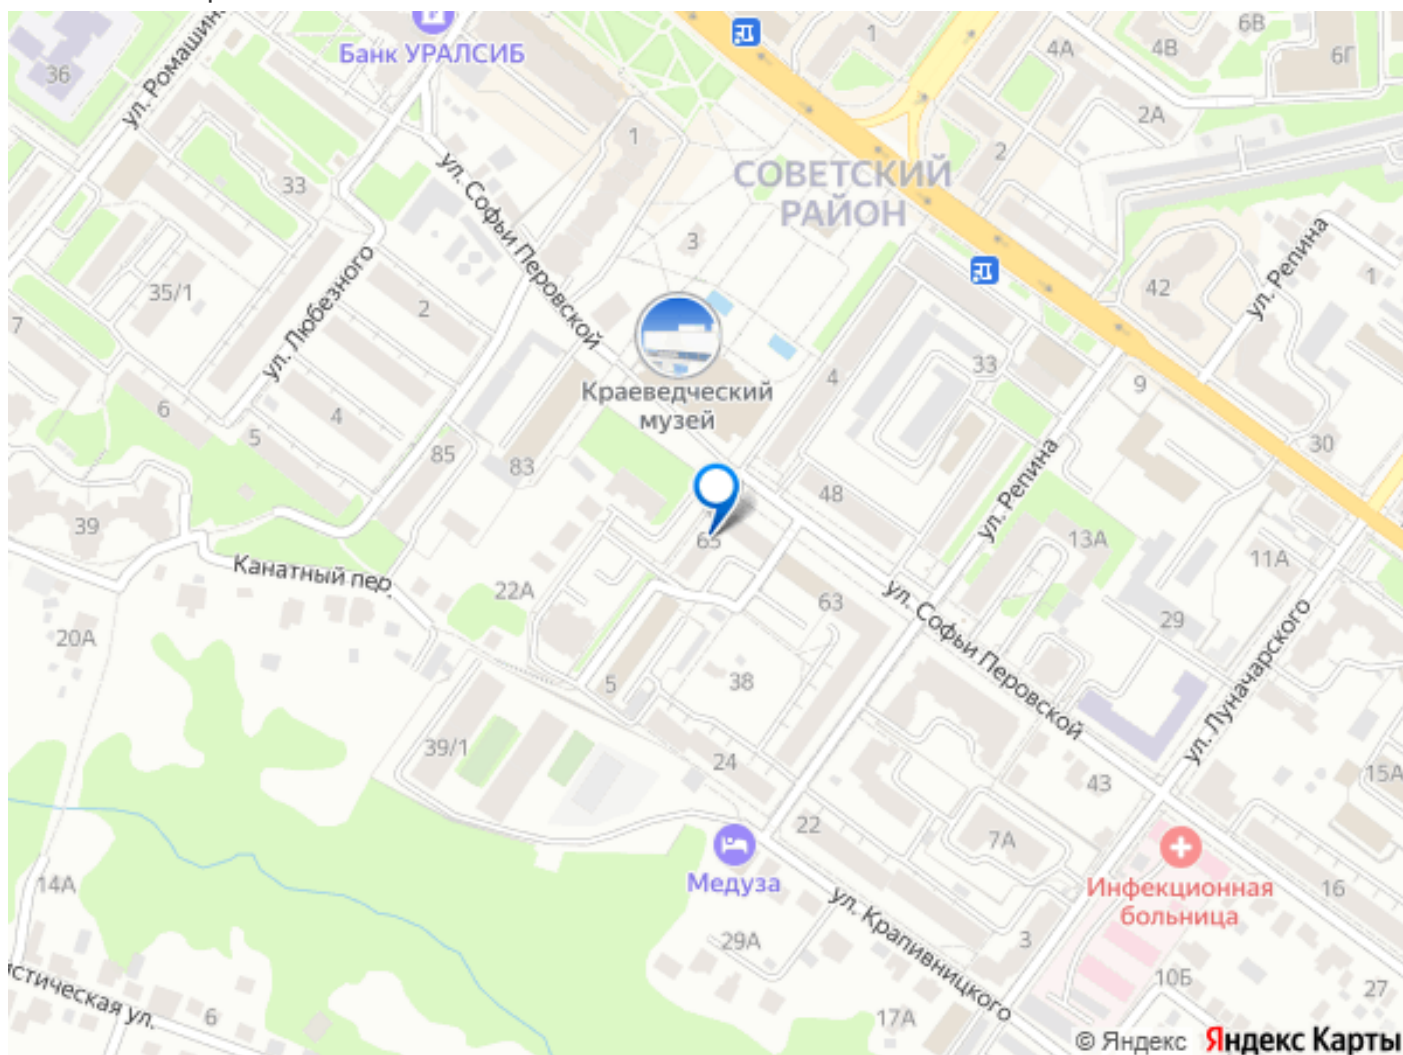 6В
1
4А
4В
6Г
Банк УРАЛСИБ
36
ул. Ромашина
2А
1
2
СОВЕТСКИЙ
РАЙОН
ул. Софьи Перовской
33
3
ул. Репина
1
42
35/1
ул. Любезного
2
7
33
4
9
Краеведческий
музей
6
4
5
85
83
30
48
ул. Репина
39
65
13А
11А
Канатный пер.
22А
63
ул. Софьи Перовской
29
20А
5
38
ул. Луначарского
39/1
24
43
15А
22
7А
Медуза
14А
Инфекционная
больница
16
ул. Крапивницкого
29А
3
10Б
27
истическая ул.
6
17А
© Яндекс Яндекс Карты